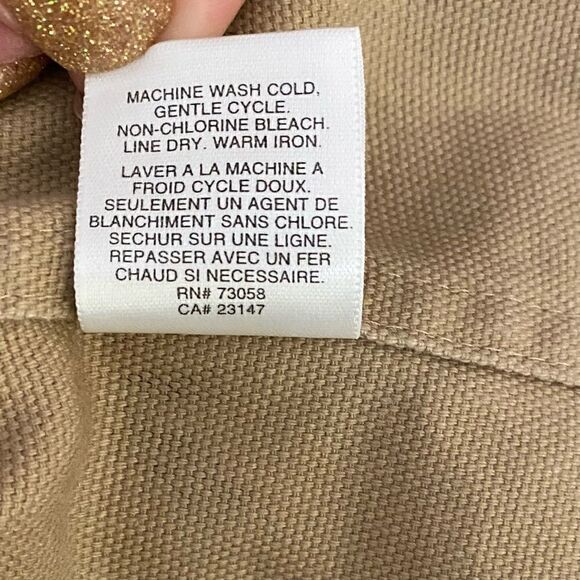 MACHINE WASH COLD,
GENTLE CYCLE.
NON-CHLORINE BLEACH.
LINE DRY. WARM IRON.
LAVER A LA MACHINE A
FROID CYCLE DOUX.
SEULEMENT UN AGENT DE
BLANCHIMENT SANS CHLORE.
SECHUR SUR UNE LIGNE.
REPASSER AVEC UN FER
CHAUD SI NECESSAIRE.
RN# 73058
CA# 23147